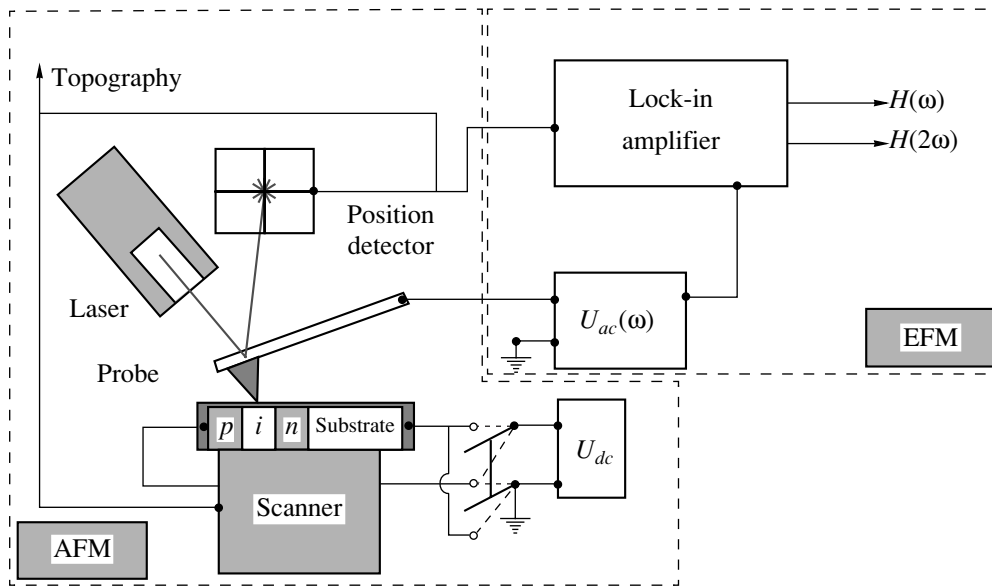 Topography
Lock-in
amplifier
H(ω)
H(2ω)
Position
detector
Laser
U_ac(ω)
EFM
Probe
p i n Substrate
U_dc
Scanner
AFM